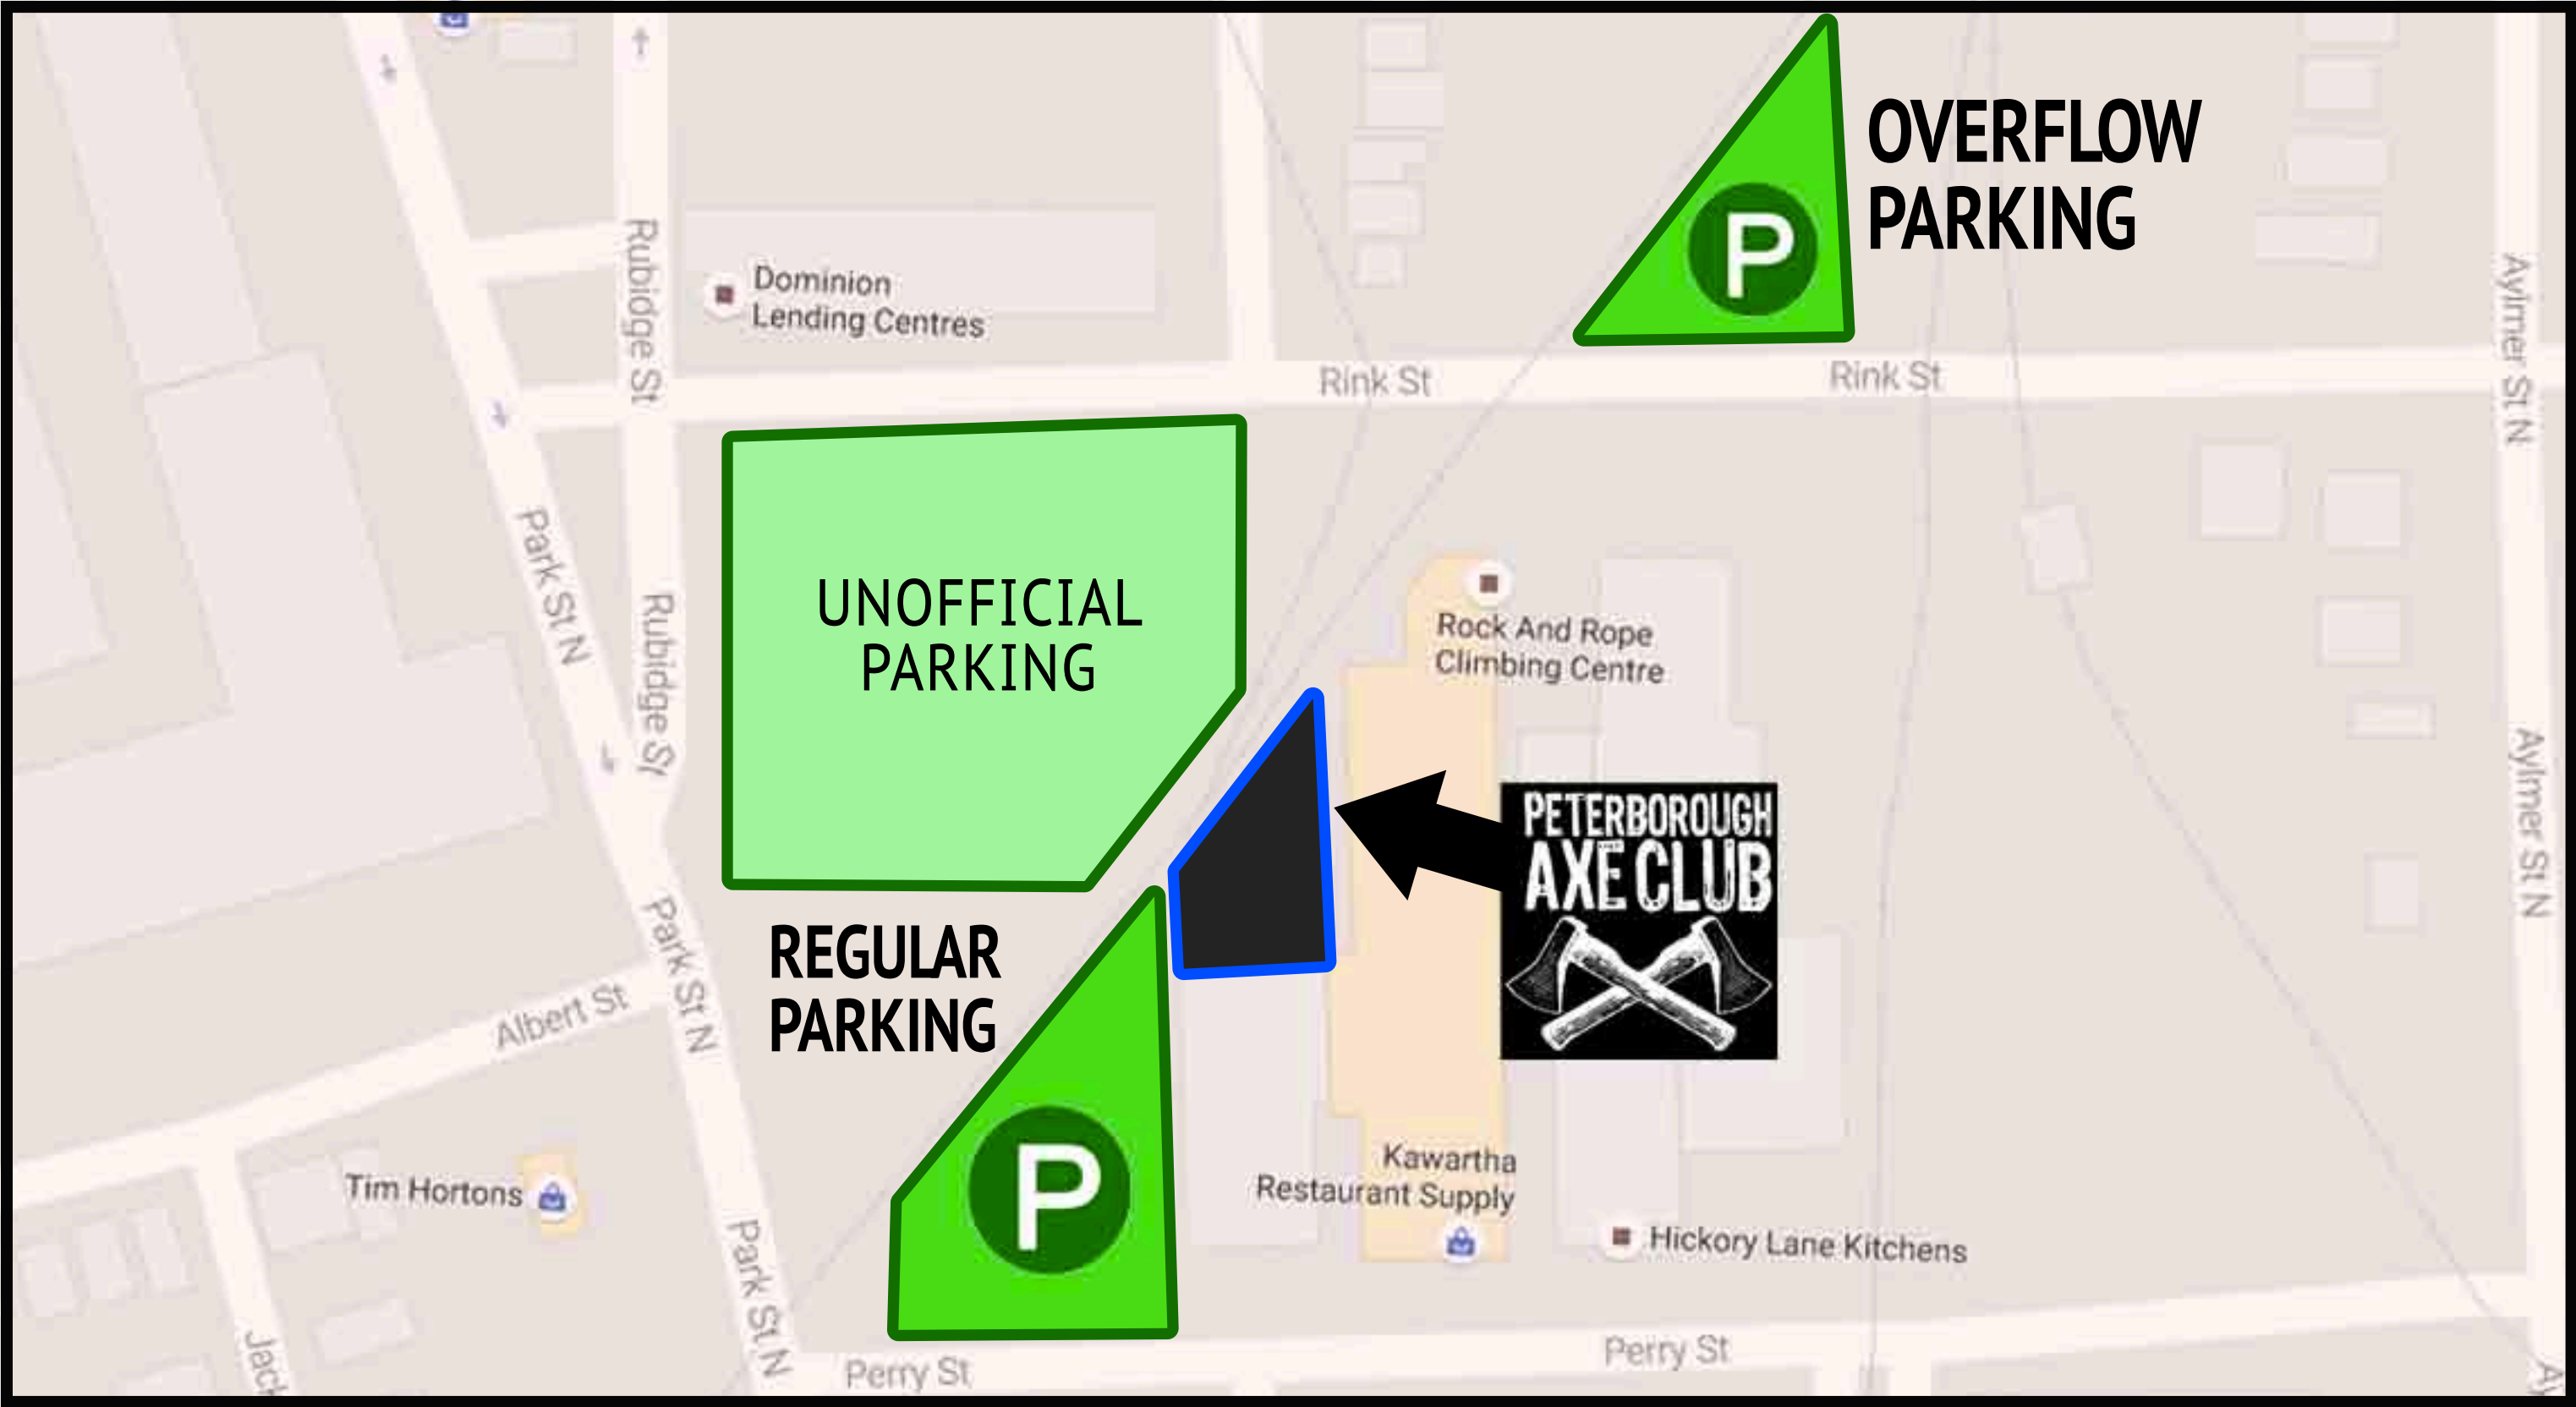 OVERFLOW
PARKING
P
Rubidge St
Dominion
Lending Centres
Rink St
Rink St
Aylmer St N
Park St N
UNOFFICIAL
PARKING
Rubidge St
Rock And Rope
Climbing Centre
PETERBOROUGH
AXE CLUB
Aylmer St N
Park St N
REGULAR
PARKING
Albert St
P
Tim Hortons
Kawartha
Restaurant Supply
Hickory Lane Kitchens
Park St N
Jack
Perry St
Perry St